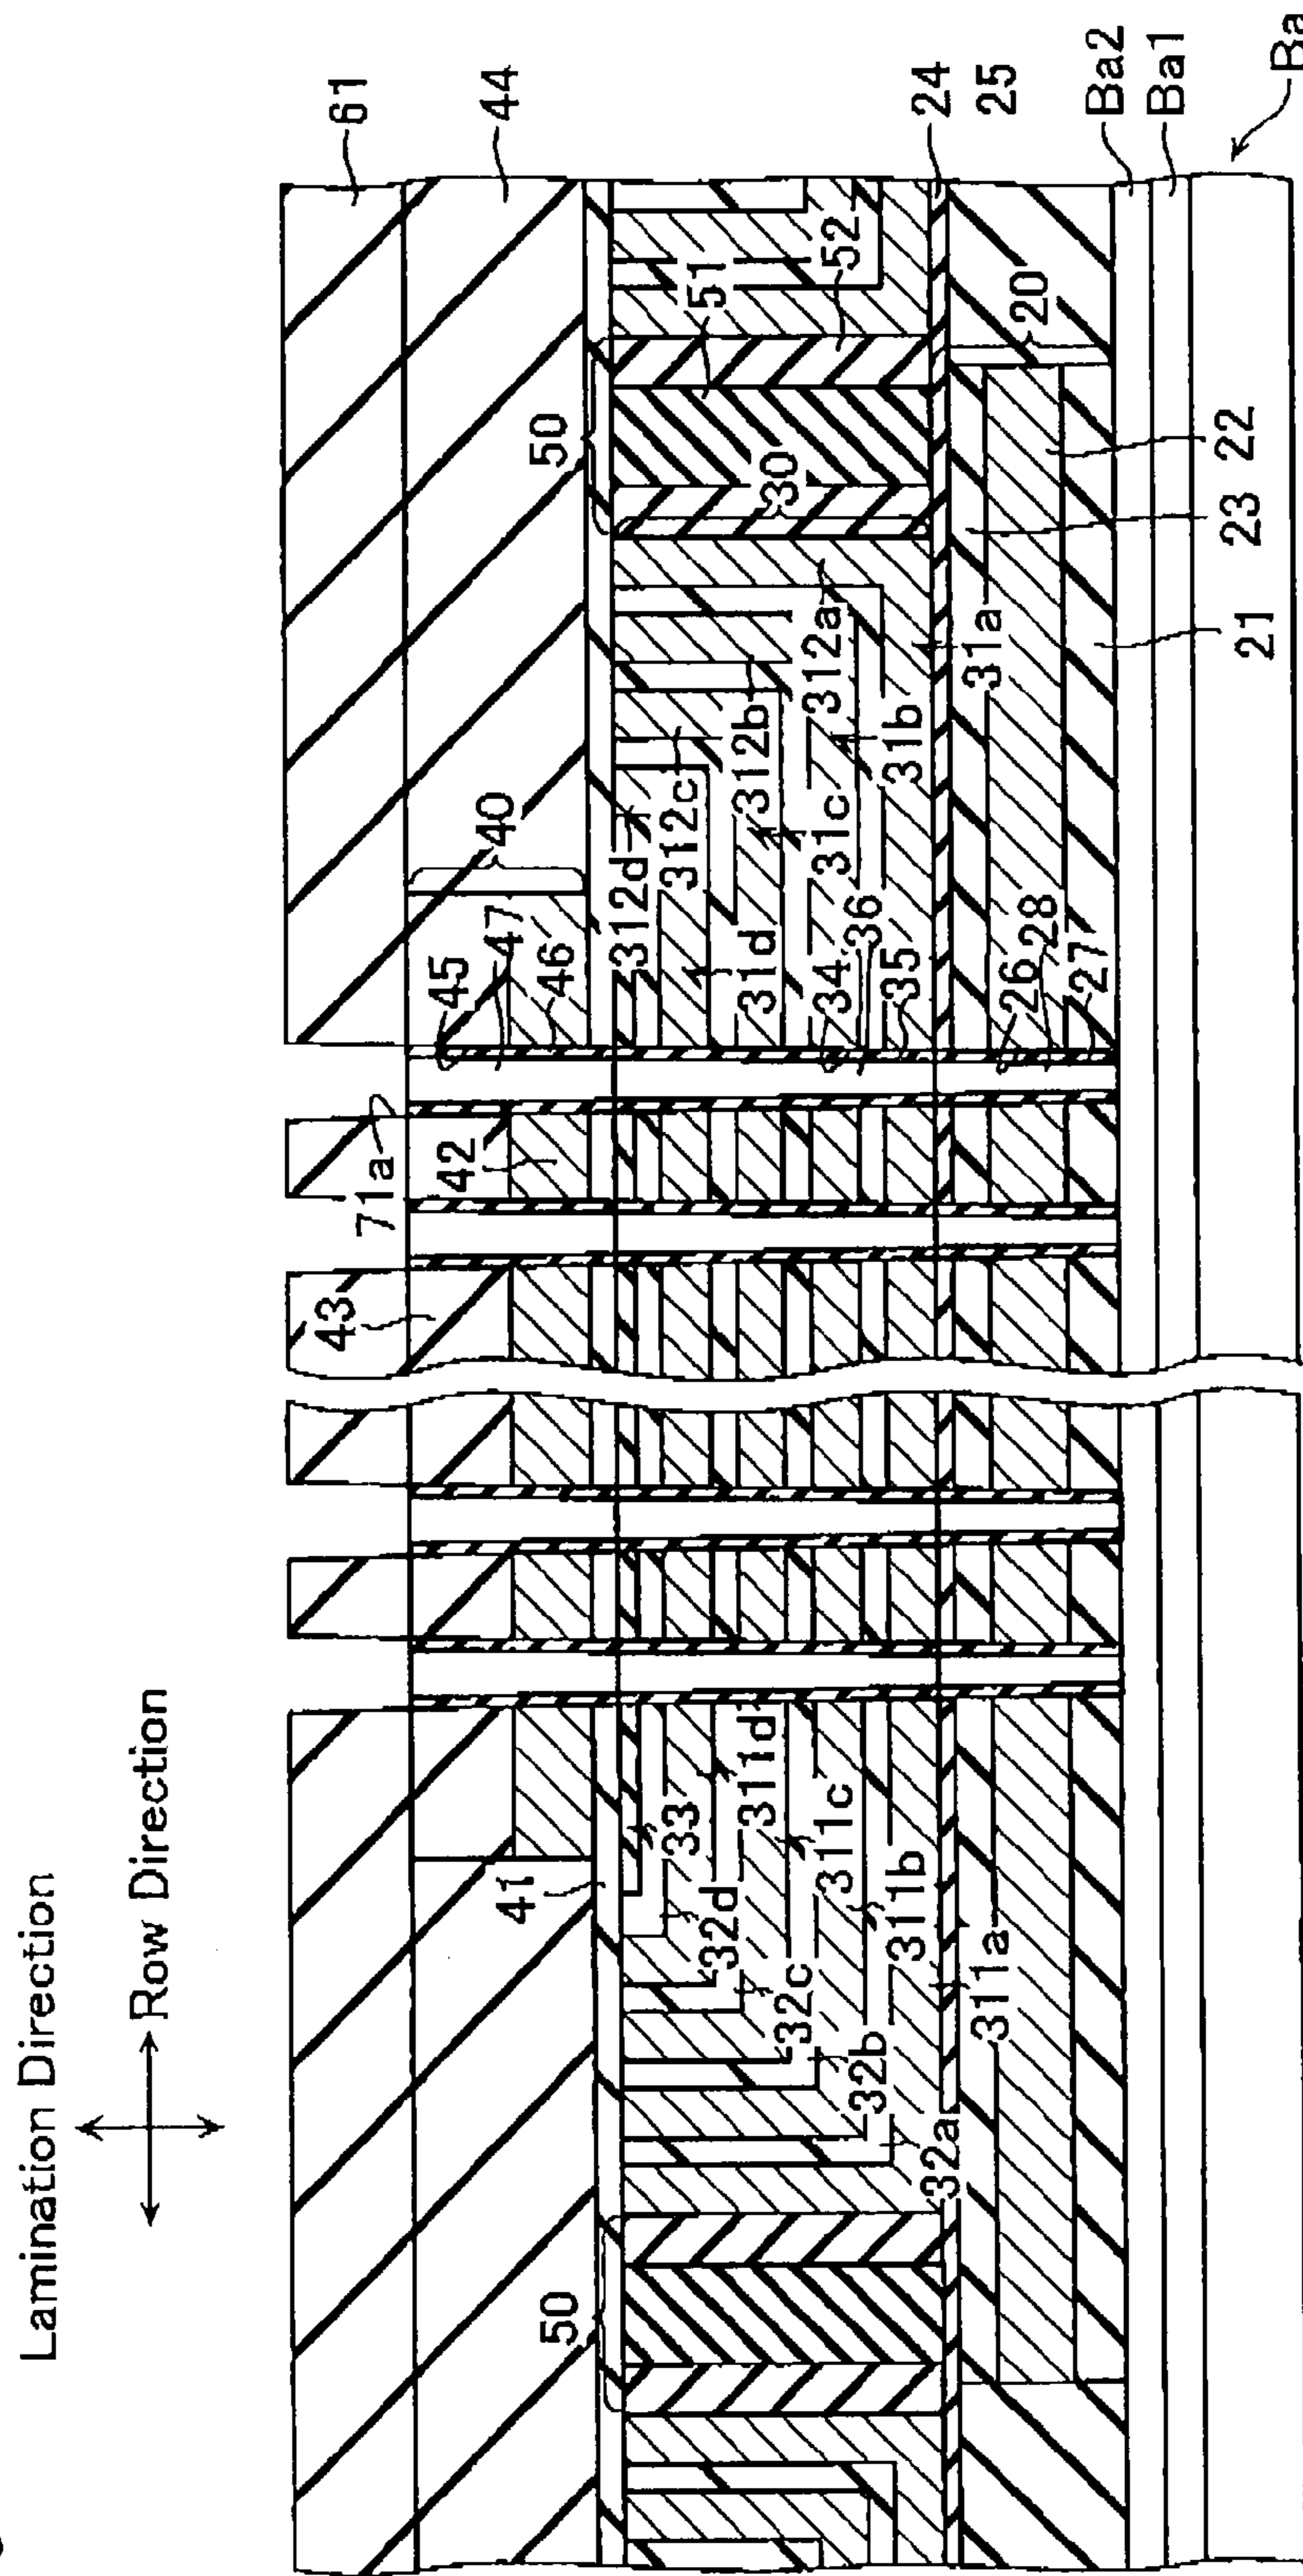 Lamination Direction
Row Direction
61
44
24
25
Ba2
Ba1
Ba
50
51
52
20
30
22
23
21
40
45
47
46
312d
312c
312b
312a
31d
31c
31b
31a
34
36
35
26
28
27
71a
42
43
41
33
311d
32d
311c
32c
311b
32b
311a
32a
50